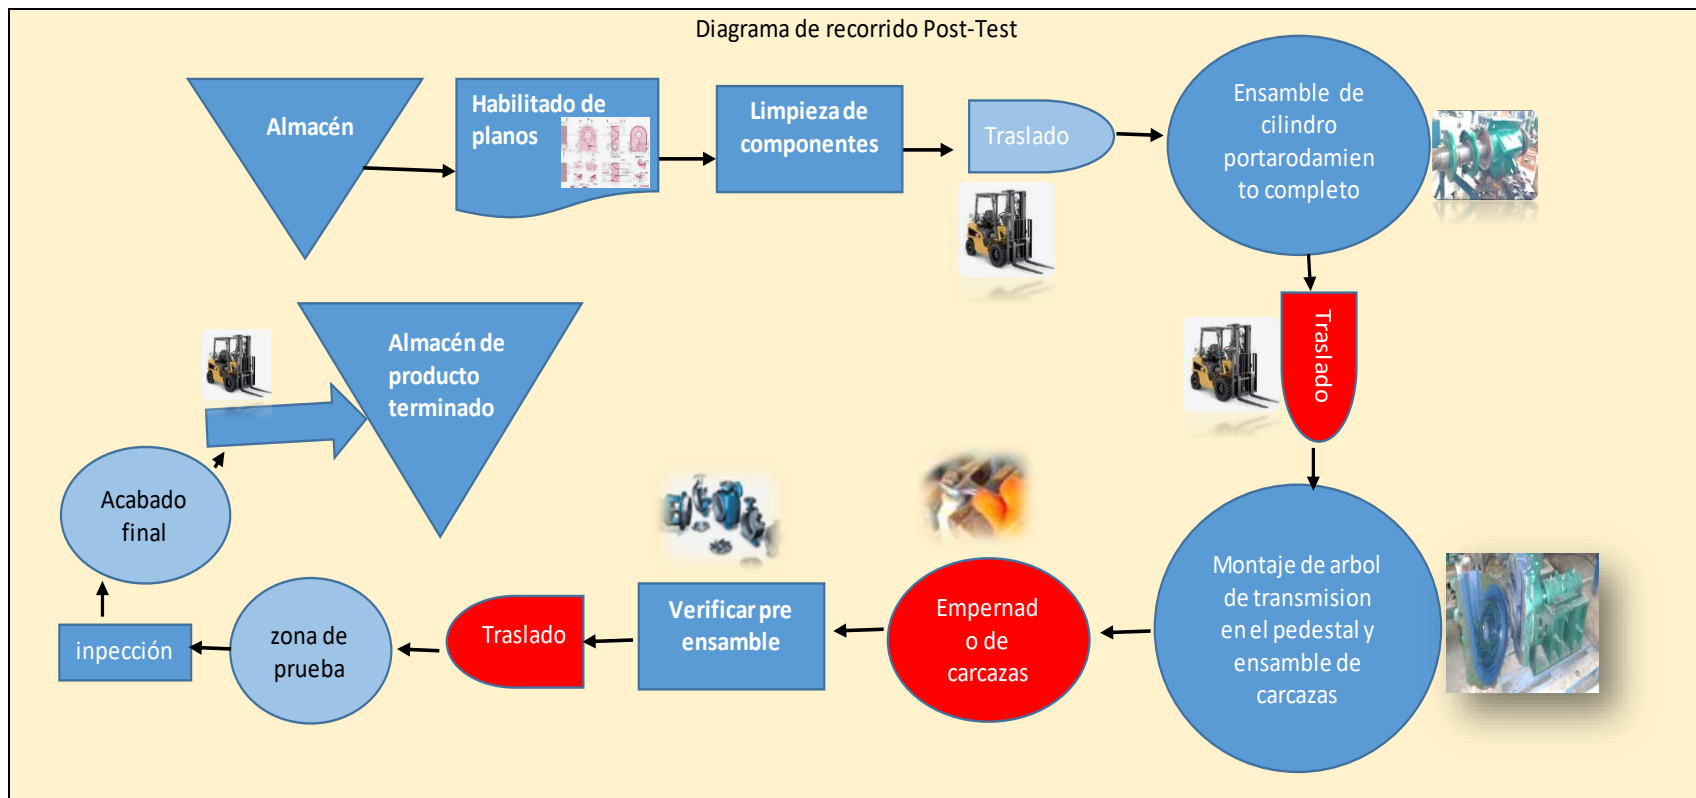 Diagrama de recorrido Post-Test
Almacén
Habilitado de
planos
Limpieza de
componentes
Traslado
Ensamble de
cilindro
portarodamien
to completo
Traslado
Montaje de arbol
de transmision
en el pedestal y
ensamble de
carcazas
Empernad
o de
carcazas
Verificar pre
ensamble
Traslado
zona de
prueba
inpección
Acabado
final
Almacén de
producto
terminado